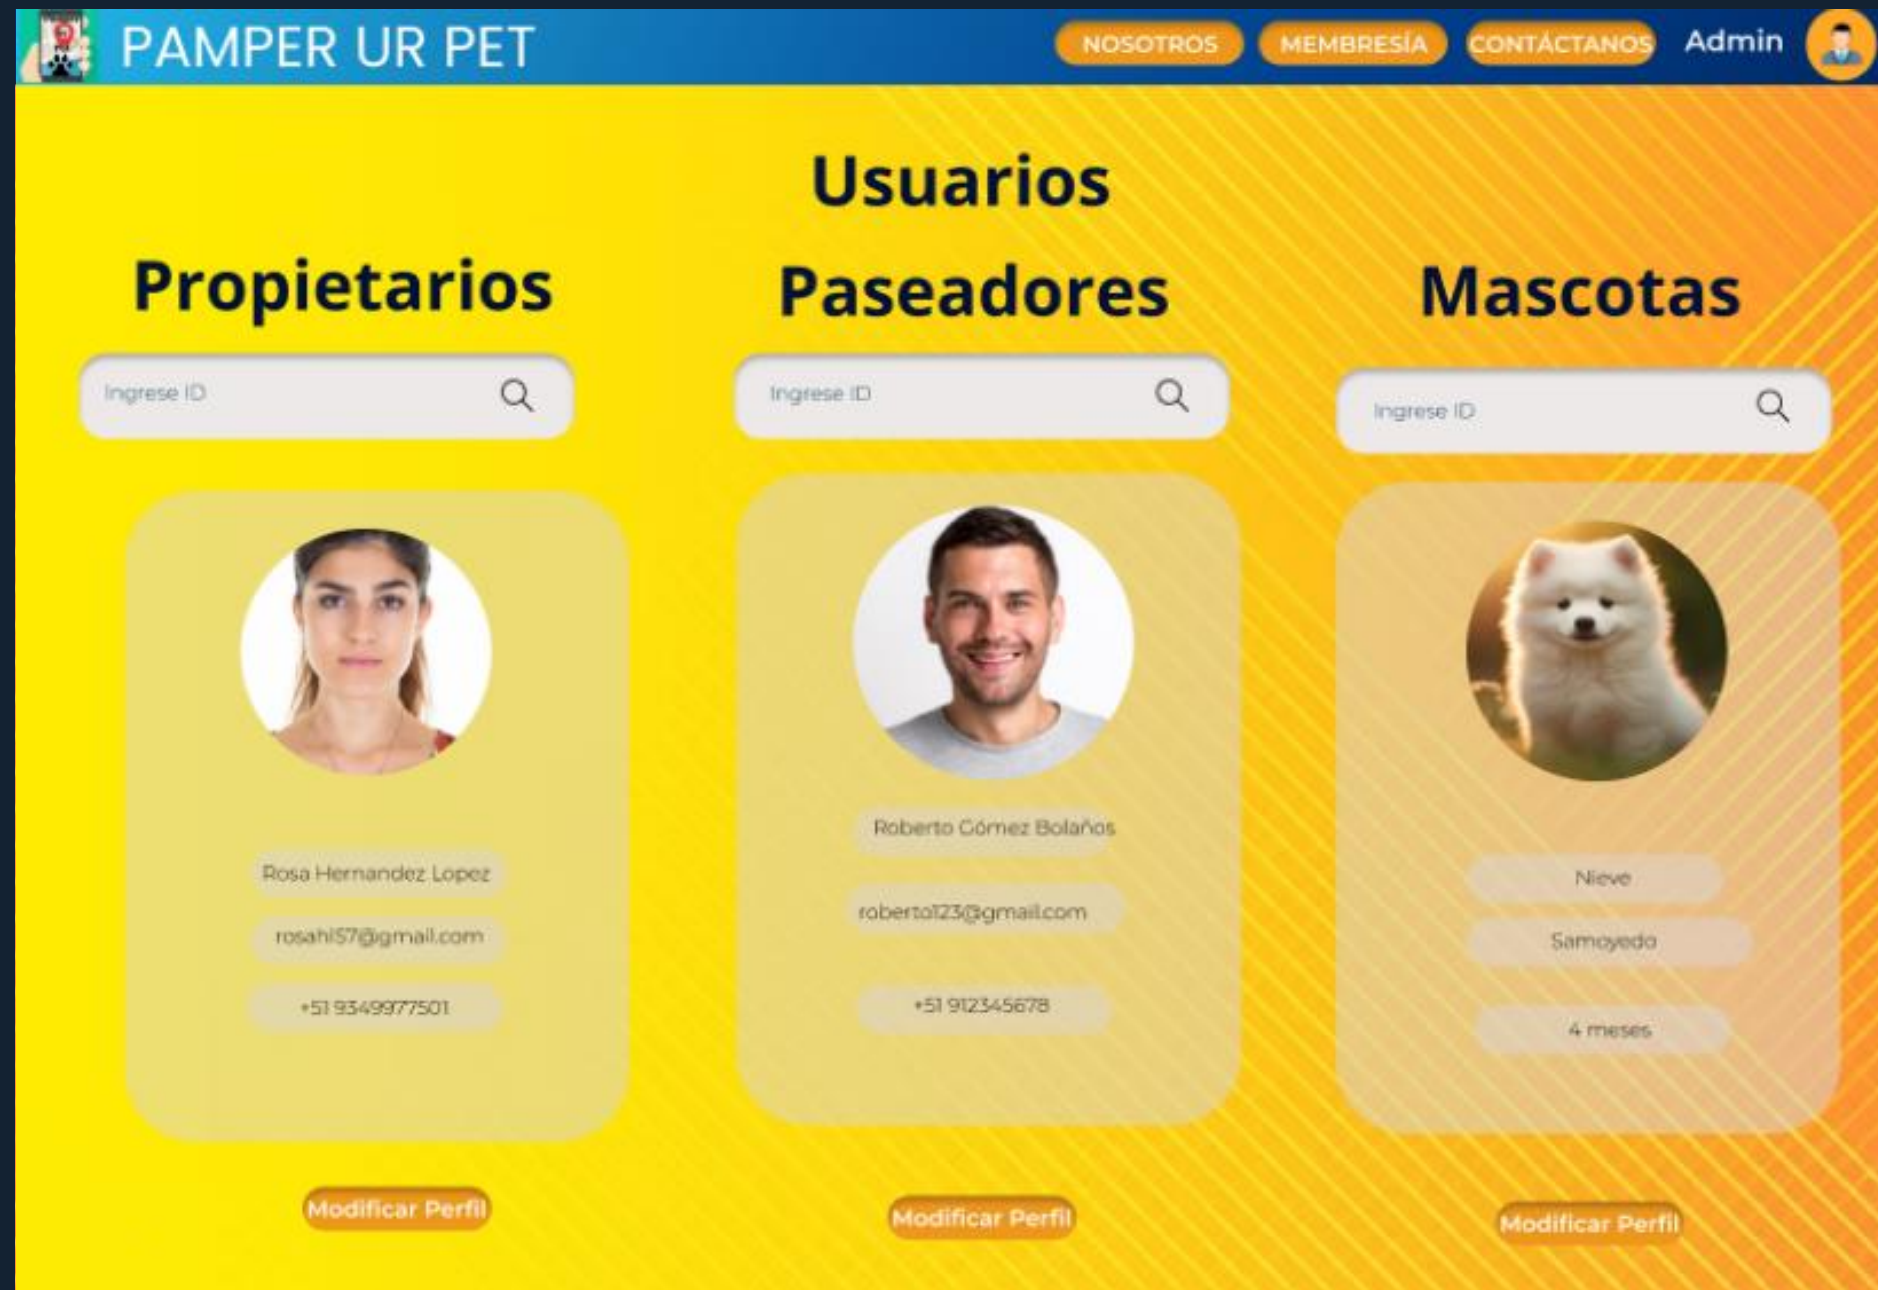 PAMPER UR PET
NOSOTROS
MEMBRESÍA
CONTÁCTANOS
Admin
Usuarios
Propietarios
Ingrese ID
Rosa Hernandez Lopez
rosahl57@gmail.com
+51 9349977501
Modificar Perfil
Paseadores
Ingrese ID
Roberto Gómez Bolaños
roberto123@gmail.com
+51 912345678
Modificar Perfil
Mascotas
Ingrese ID
Nieve
Samoyedo
4 meses
Modificar Perfil